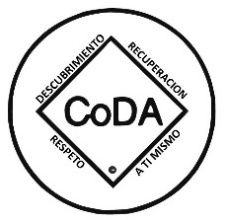 DESCUBRIMIENTO
RECUPERACION
CoDA
RESPETO
A TI MISMO
©